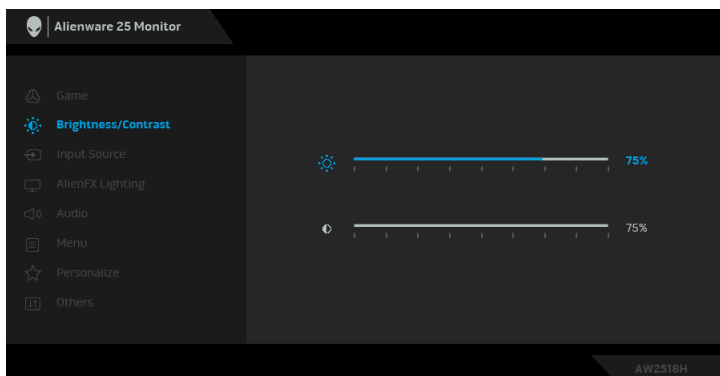 Alienware 25 Monitor
Game
Brightness/Contrast
Input Source
AlienFX Lighting
Audio
Menu
Personalize
Others
75%
75%
AW2518H